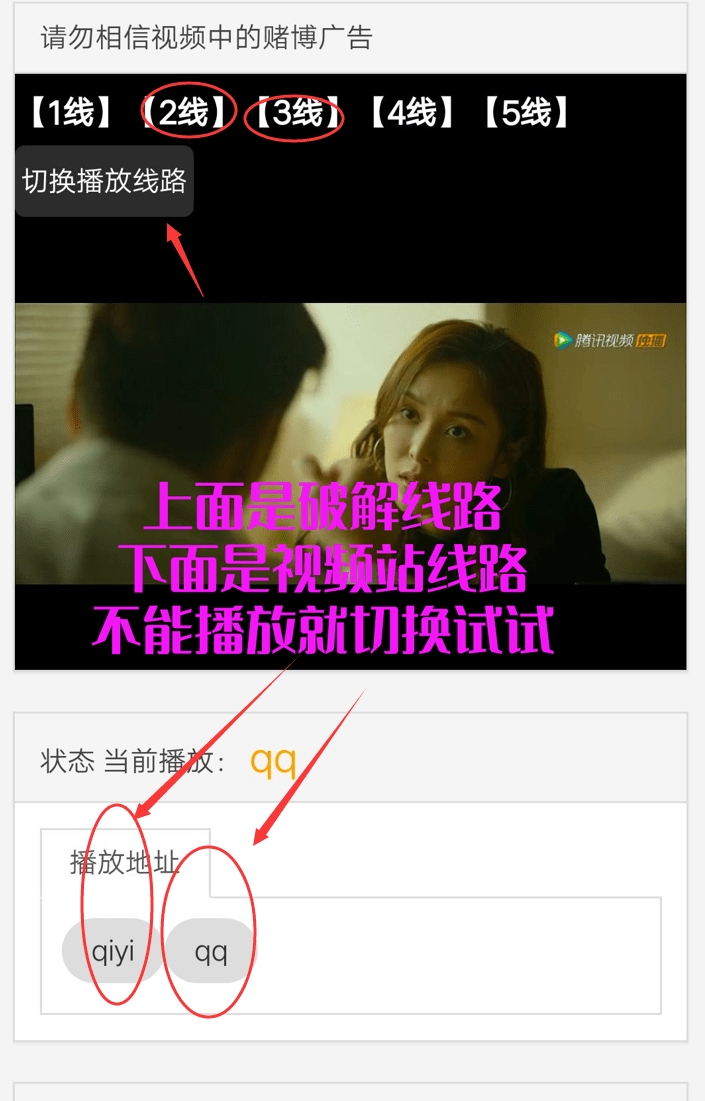 请勿相信视频中的赌博广告
【1线】【2线】【3线】【4线】【5线】
切换播放线路
腾讯视频 独播
上面是破解线路
下面是视频站线路
不能播放就切换试试
状态 当前播放： qq
播放地址
qiyi qq